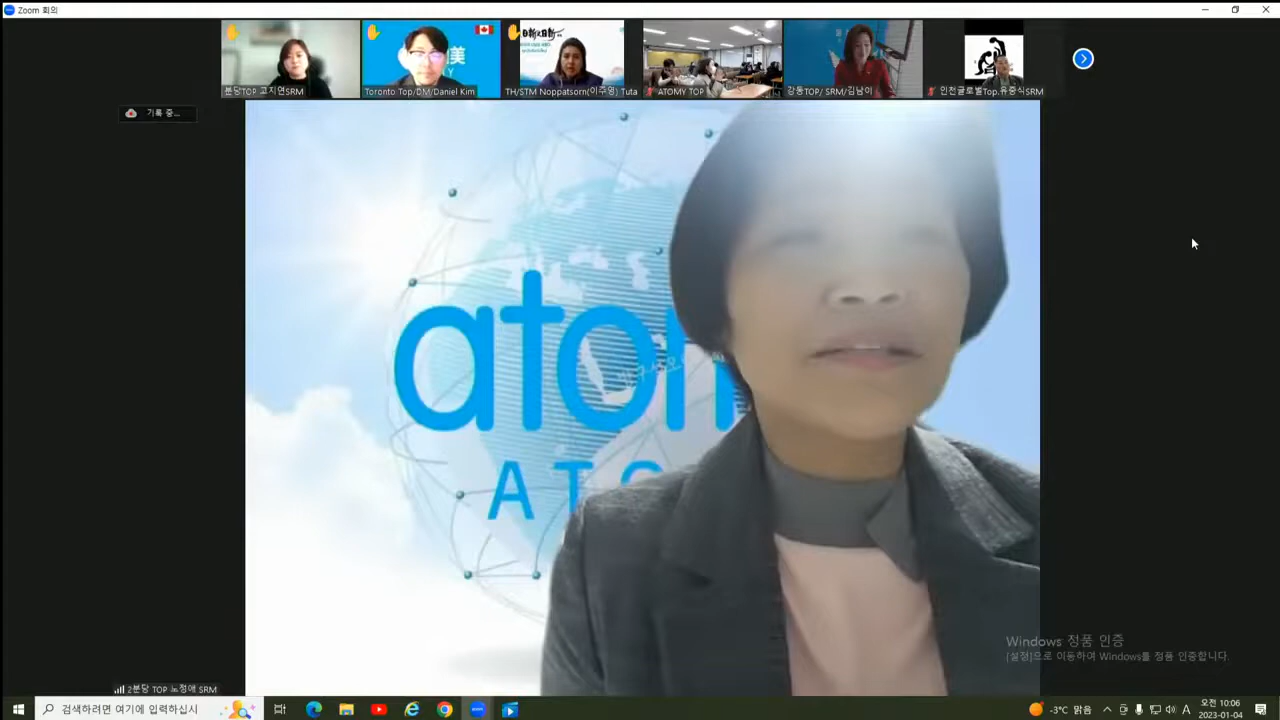 Zoom 회의
분당TOP 고지연SRM
Toronto Top/DM/Daniel Kim
TH/STM Noppatsorn(이주영) Tuta
ATOMY TOP
강동TOP/ SRM/김남이
인천글로벌Top.유중식SRM
기록 중...
atom
ATO
Windows 정품 인증
[설정]으로 이동하여 Windows를 정품 인증합니다.
2분당 TOP 노정애 SRM
검색하려면 여기에 입력하십시
-3°C 맑음
A
오전 10:06
2023-01-04